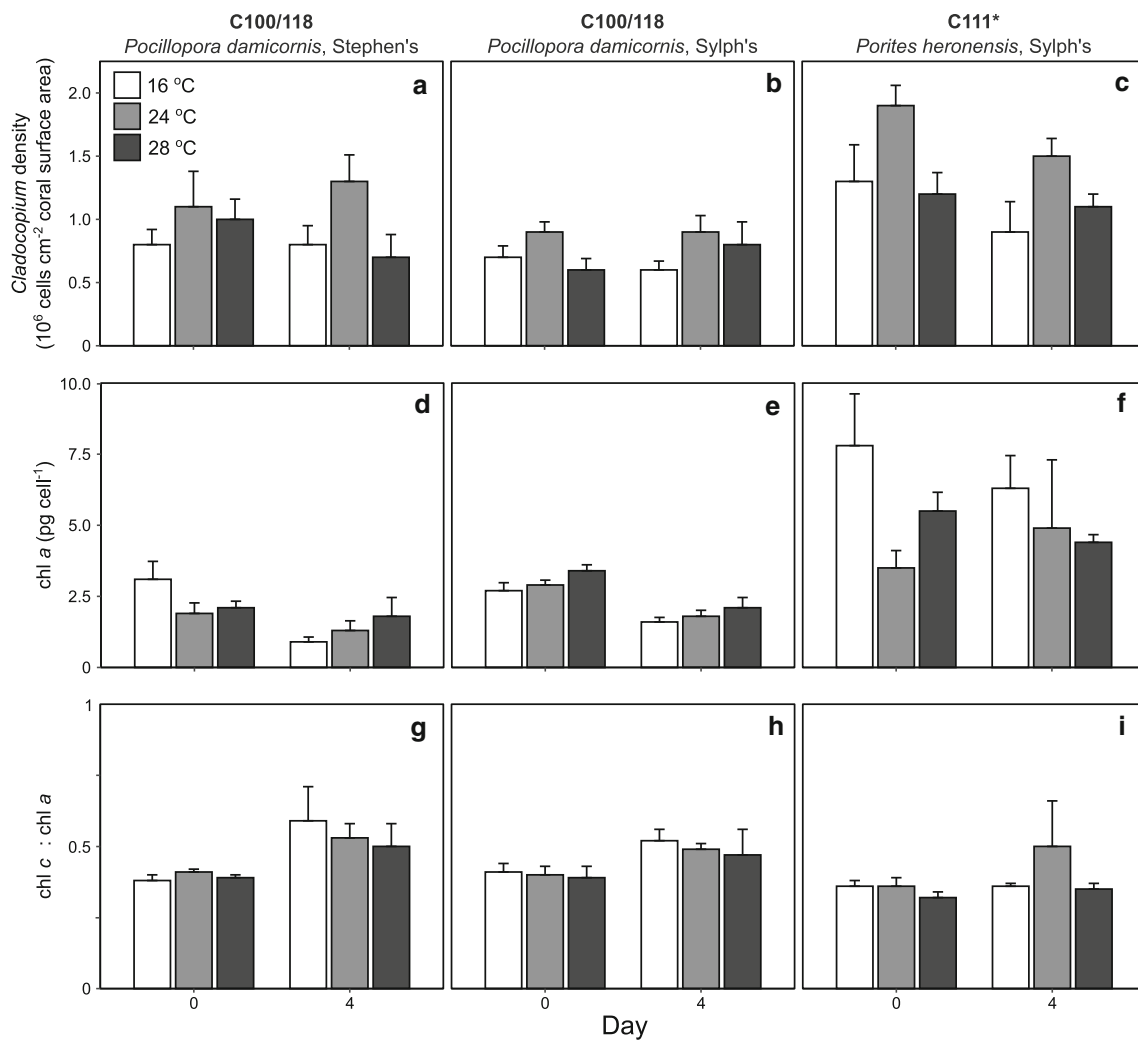 C100/118
Pocillopora damicornis, Stephen's
C100/118
Pocillopora damicornis, Sylph's
C111*
Porites heronensis, Sylph's
Cladocopium density
(10⁶ cells cm⁻² coral surface area)
2.0
1.5
1.0
0.5
0
16 °C
24 °C
28 °C
a
b
c
chl a (pg cell⁻¹)
10.0
7.5
5.0
2.5
0
d
e
f
chl c : chl a
1
0.5
0
g
h
i
0
4
0
4
0
4
Day